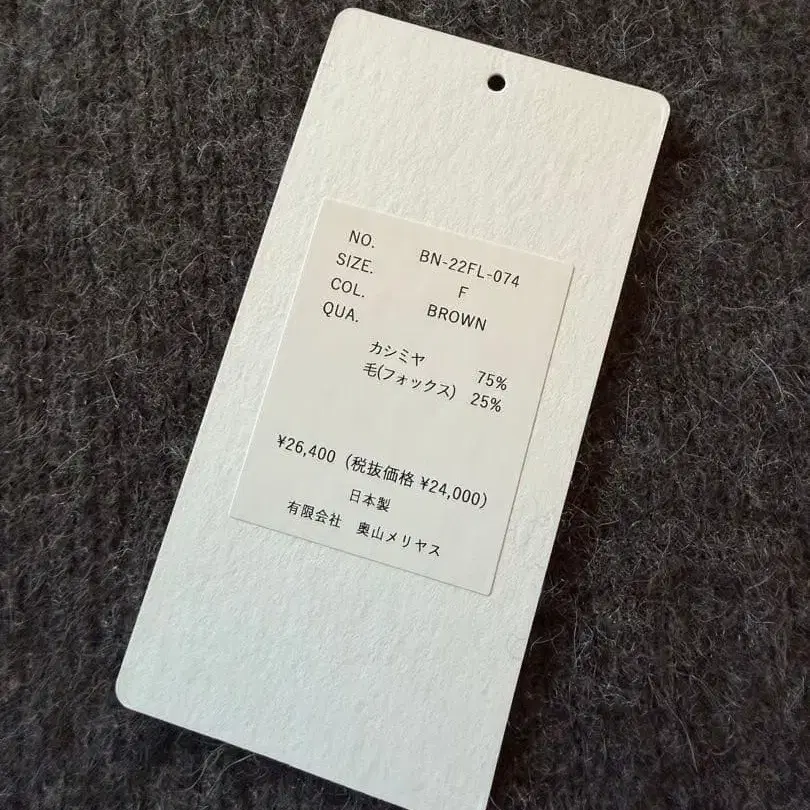 NO. BN-22FL-074
SIZE. F
COL. BROWN
QUA.
カシミヤ 75%
毛(フォックス) 25%
¥26,400 (税抜価格 ¥24,000)
日本製
有限会社 奥山メリヤス